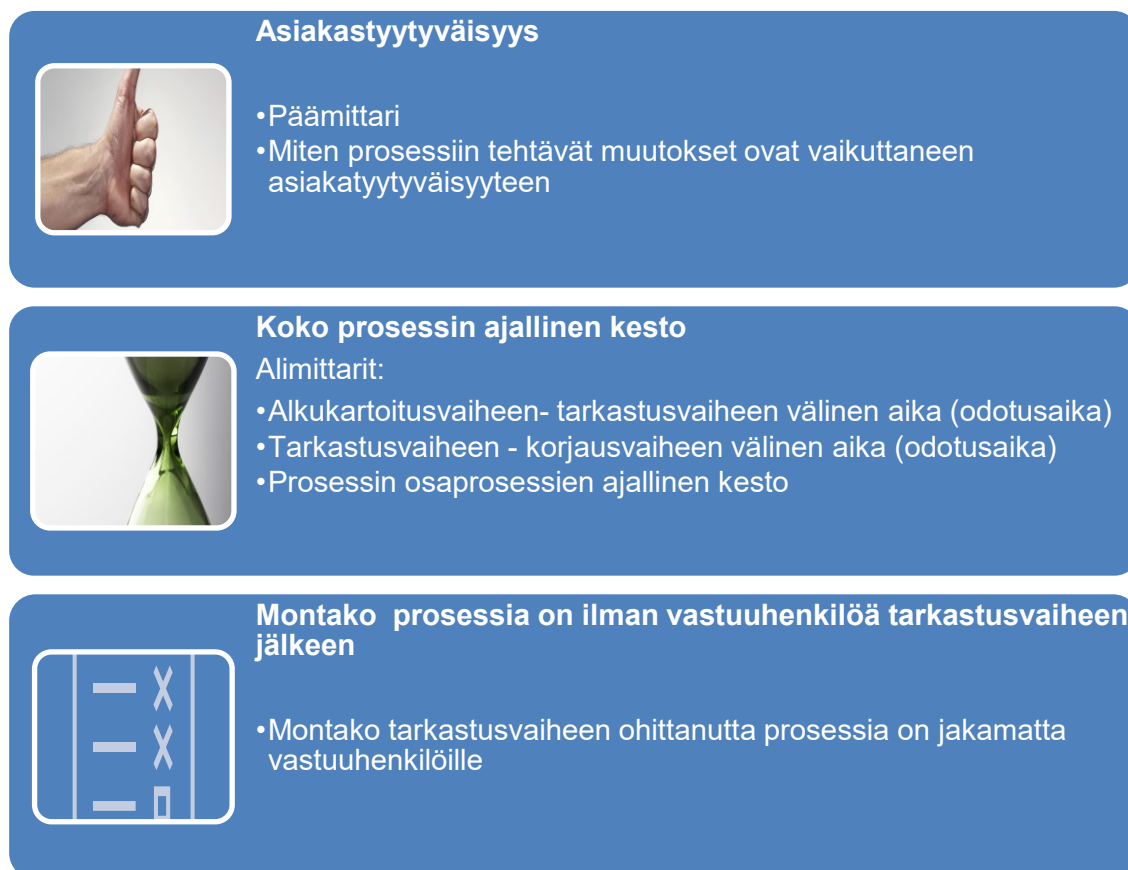 Asiakastyytyväisyys
•Päämittari
•Miten prosessiin tehtävät muutokset ovat vaikuttaneen
asiakatyytyväisyyteen
Koko prosessin ajallinen kesto
Alimittarit:
•Alkukartoitusvaiheen- tarkastusvaiheen välinen aika (odotusaika)
•Tarkastusvaiheen - korjausvaiheen välinen aika (odotusaika)
•Prosessin osaprosessien ajallinen kesto
Montako  prosessia on ilman vastuuhenkilöä tarkastusvaiheen
jälkeen
•Montako tarkastusvaiheen ohittanutta prosessia on jakamatta
vastuuhenkilöille